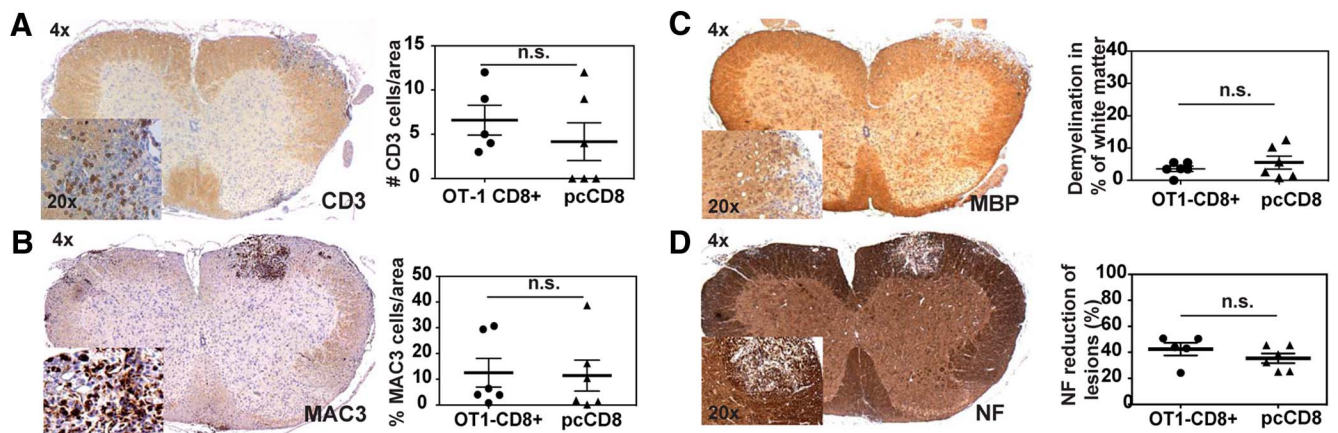 A
4x
20x
CD3
# CD3 cells/area
15
10
5
0
n.s.
OT-1 CD8+
pcCD8
B
4x
MAC3
% MAC3 cells/area
50
40
30
20
10
0
n.s.
OT1-CD8+
pcCD8
C
4x
20x
MBP
Demyelination in
% of white matter
40
20
10
0
n.s.
OT1-CD8+
pcCD8
D
4x
20x
NF
NF reduction of
lesions (%)
100
80
60
40
20
0
n.s.
OT1-CD8+
pcCD8